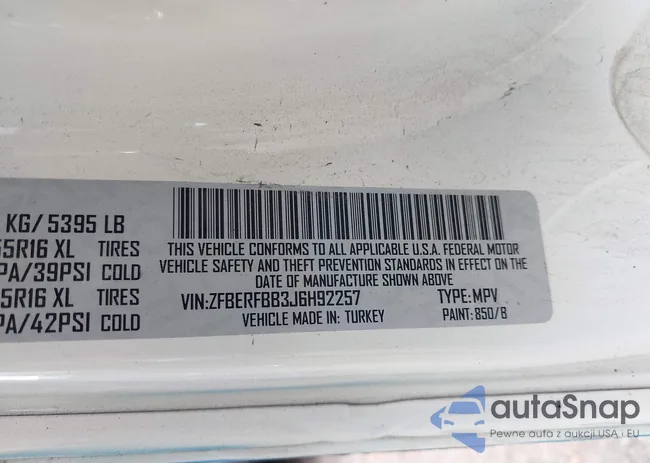 KG/ 5395 LB
5R16 XL TIRES
PA/39PSI COLD
5R16 XL TIRES
PA/42PSI COLD
THIS VEHICLE CONFORMS TO ALL APPLICABLE U.S.A. FEDERAL MOTOR
VEHICLE SAFETY AND THEFT PREVENTION STANDARDS IN EFFECT ON THE
DATE OF MANUFACTURE SHOWN ABOVE
VIN:ZFBERFBB3J6H92257 TYPE: MPV
VEHICLE MADE IN: TURKEY PAINT: 850/B
autoSnap
Pewne auta z aukcji USA i EU